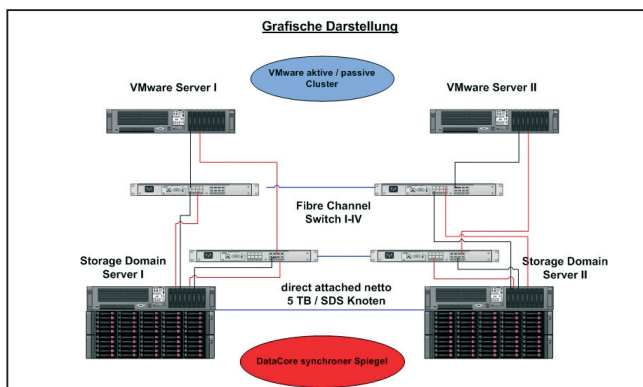 Grafische Darstellung
VMware aktive / passive
Cluster
VMware Server I
VMware Server II
Fibre Channel
Switch I-IV
Storage Domain
Server I
Storage Domain
Server II
direct attached netto
5 TB / SDS Knoten
DataCore synchroner Spiegel